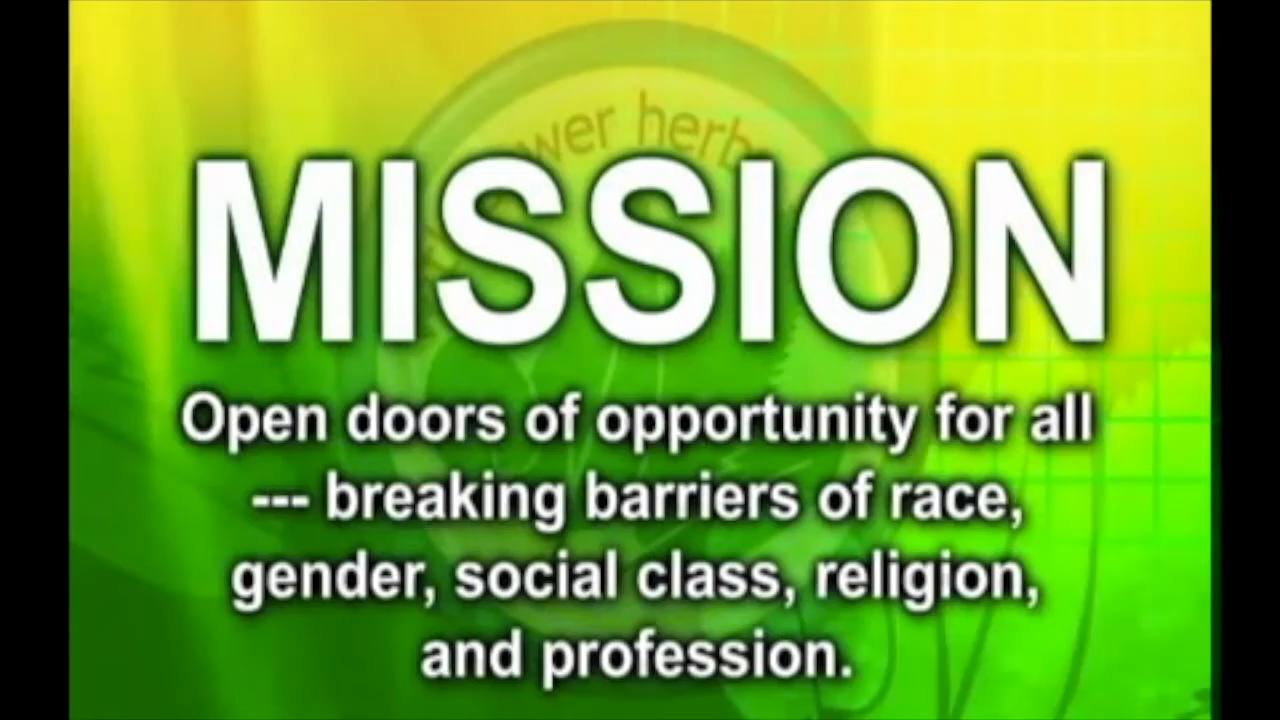 MISSION
Open doors of opportunity for all
--- breaking barriers of race,
gender, social class, religion,
and profession.